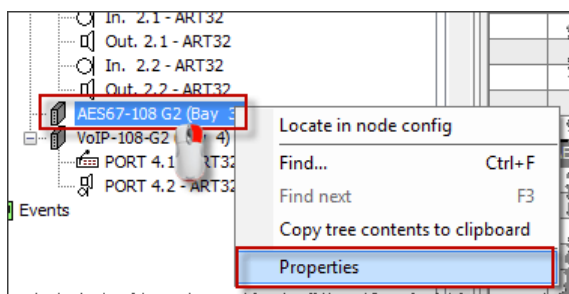 In. 2.1 - ART32
Out. 2.1 - ART32
In. 2.2 - ART32
Out. 2.2 - ART32
AES67-108 G2 (Bay 3
VoIP-108-G2 4)
PORT 4.1 RT32
PORT 4.2 - ART32
Events
Locate in node config
Find... Ctrl+F
Find next F3
Copy tree contents to clipboard
Properties